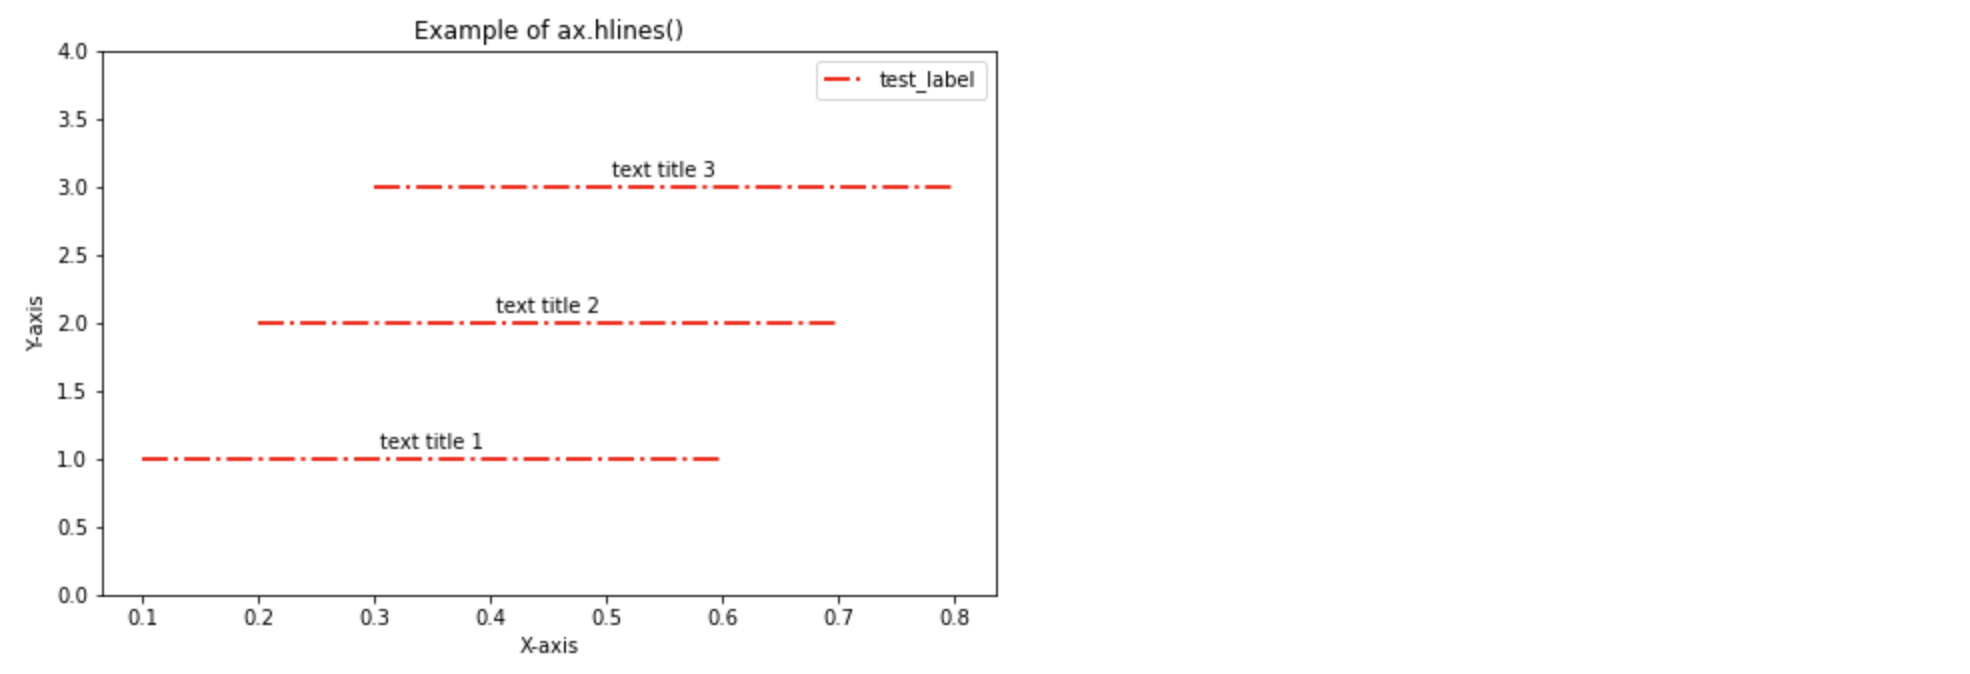 Example of ax.hlines()
test_label
4.0
3.5
text title 3
3.0
2.5
text title 2
2.0
Y-axis
1.5
text title 1
1.0
0.5
0.0
0.1 0.2 0.3 0.4 0.5 0.6 0.7 0.8
X-axis